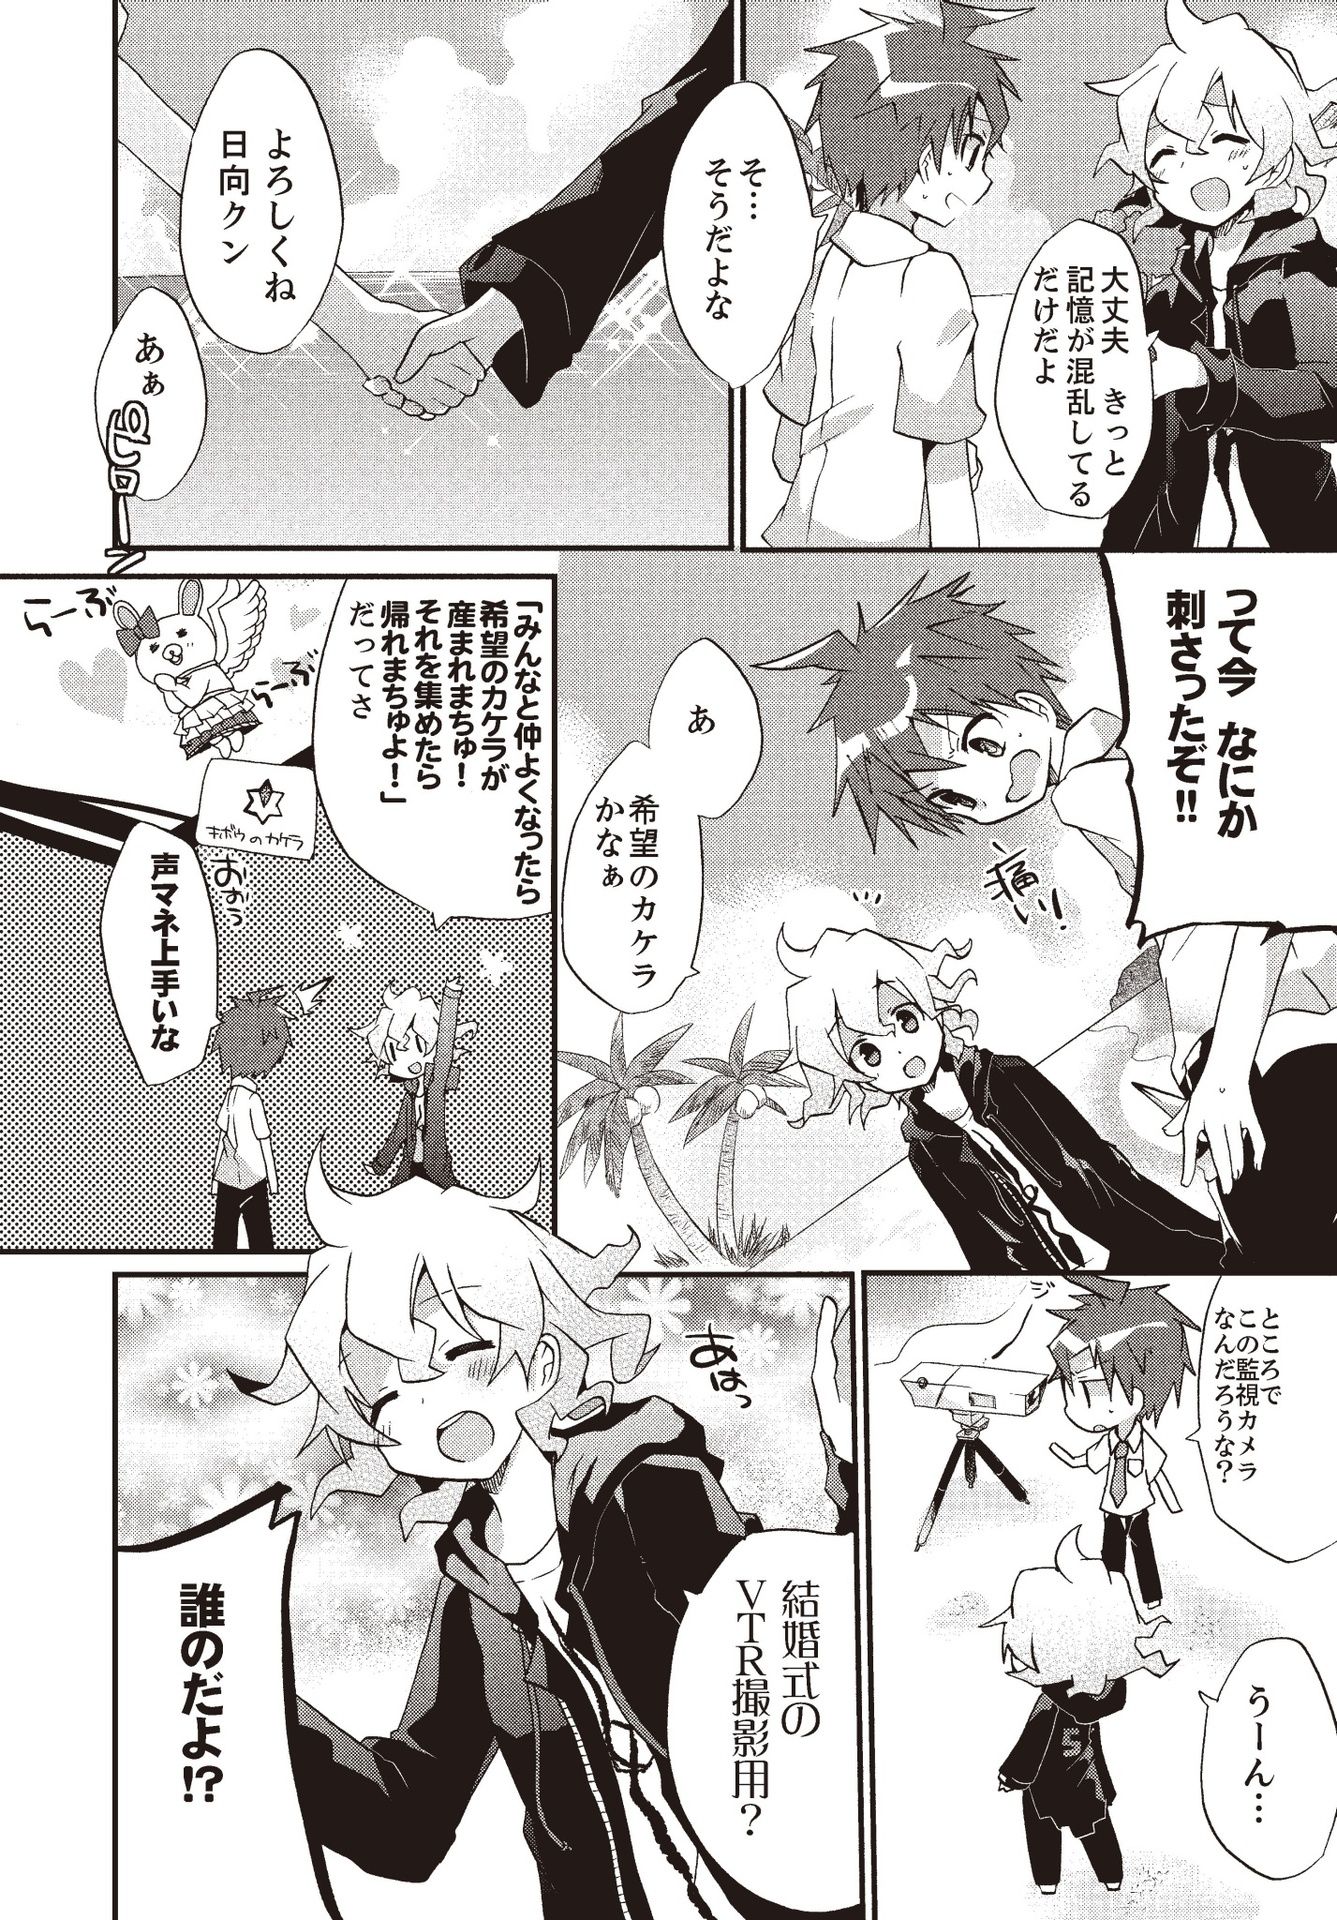 大丈夫　きっと
記憶が混乱してる
だけだよ
そ…
そうだよな
よろしくね
日向クン
あぁ
ピローン
って今　なにか
刺さったぞ!!
痛い!
あ
希望のカケラ
かなぁ
「みんなと仲よくなったら
希望のカケラが
産まれまちゅ！
それを集めたら
帰れまちゅよ！」
だってさ
らーぶ
らーぶ
キボウのカケラ
おぉぅ
声マネ上手いな
ところで
この監視カメラ
なんだろうな？
ジー
うーん…
5
結婚式の
VTR撮影用？
あはっ
誰のだよ!?